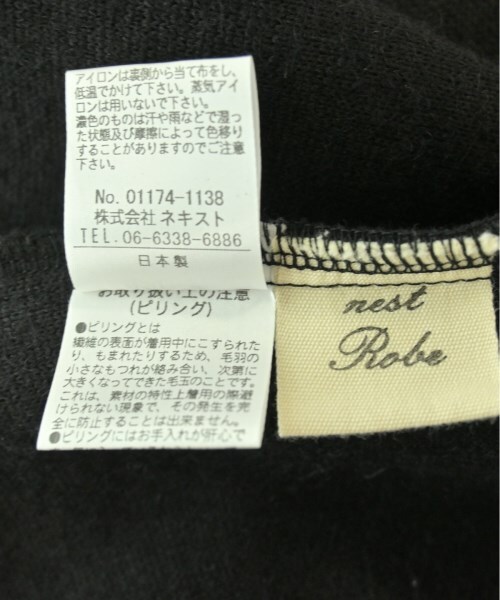 アイロンは裏側から当て布をし、
低温でかけて下さい。蒸気アイ
ロンは用いないで下さい。
濃色のものは汗や雨などで湿っ
た状態及び摩擦によって色移り
することがありますのでご注意
下さい。
No. 01174-1138
株式会社 ネキスト
TEL. 06-6338-6886
日本製
お取り扱い上の注意
(ピリング)
●ピリングとは
繊維の表面が着用中にこすられた
り、もまれたりするため、毛羽の
小さなもつれが絡み合い、次第に
大きくなってできた毛玉のことです。
これは、素材の特性上着用の際避
けられない現象で、その発生を完
全に防止することは出来ません。
●ピリングにはお手入れが肝心で
nest
Robe